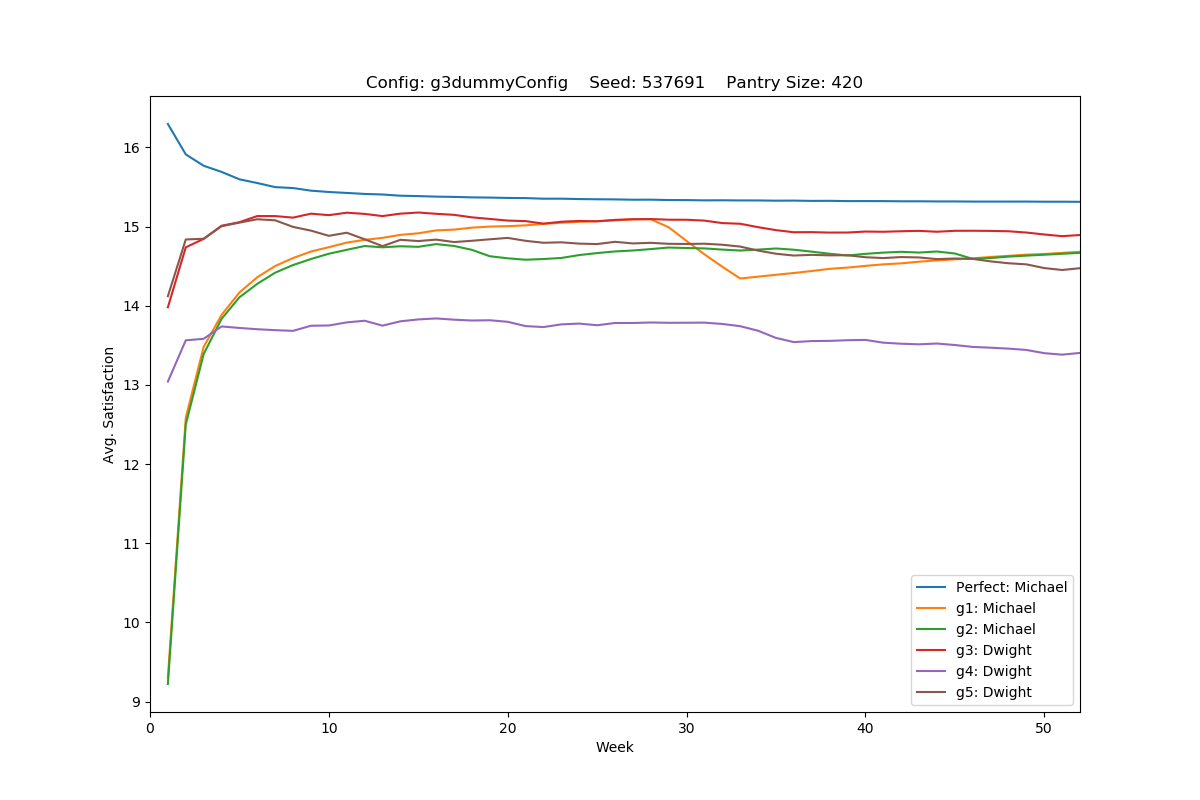 Config: g3dummyConfig    Seed: 537691    Pantry Size: 420
16
15
14
13
12
11
10
9
Avg. Satisfaction
0
10
20
30
40
50
Week
Perfect: Michael
g1: Michael
g2: Michael
g3: Dwight
g4: Dwight
g5: Dwight